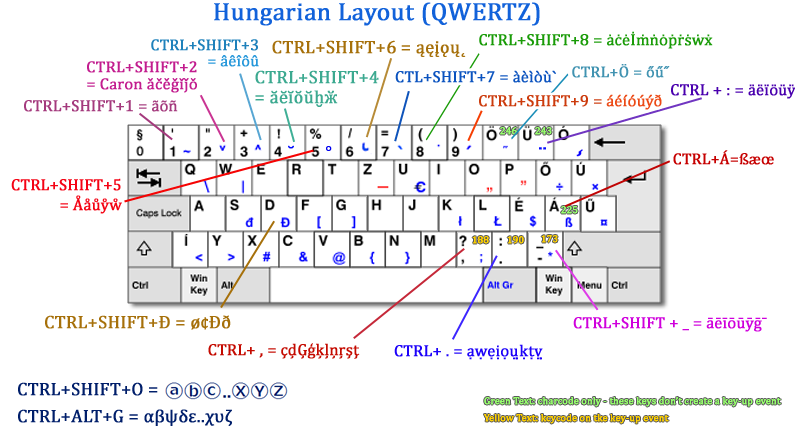 Hungarian Layout (QWERTZ)
CTRL+SHIFT+3
= âêîôû
CTRL+SHIFT+6 = ąęįǫų˛
CTRL+SHIFT+8 = ȧċėİṁṅȯṗṙṡẇẋ
CTRL+SHIFT+2
= Caron ǎčěǧǐǰǒ
CTRL+SHIFT+4
= ăĕĭŏŭḫӝ
CTL+SHIFT+7 = àèìòù`
CTRL+Ö = őű˝
CTRL+SHIFT+1 = ãõñ
CTRL+SHIFT+9 = áéíóúýð
CTRL + : = äëïöüÿ
§ ' " + ! % / = ( ) Ö 246 Ü 243 Ó
0 1 ~ 2 ˇ 3 ^ 4 ˘ 5 ° 6 ˛ 7 ` 8 ˙ 9 ´ ˝ ¨ ¸
Q W E R T Z U I O P Ő Ú
\ | — € „ ” ÷ ×
CTRL+Á=ßæœ
CTRL+SHIFT+5
= Ååůẙẘ
Caps Lock A S D F G H J K L É Á 225 Ű
đ Đ [ ] ł Ł $ ß ¤
Í Y X C V B N M ? 188 : 190 _ 173
< > # & @ { } , ; . - *
Ctrl Win Key Alt Alt Gr Win Key Menu Ctrl
CTRL+SHIFT+Đ = ø¢Đð
CTRL+SHIFT + _ = āēīōūȳḡ¯
CTRL+ , = çḑĢģķļņŗşţ
CTRL+ . = ạẉẹịọụḳṭṿ
CTRL+SHIFT+O = ⓐⓑⓒ..ⓍⓎⓏ
CTRL+ALT+G = αβψδε..χυζ
Green Text: charcode only - these keys don't create a key-up event
Yellow Text: keycode on the key-up event